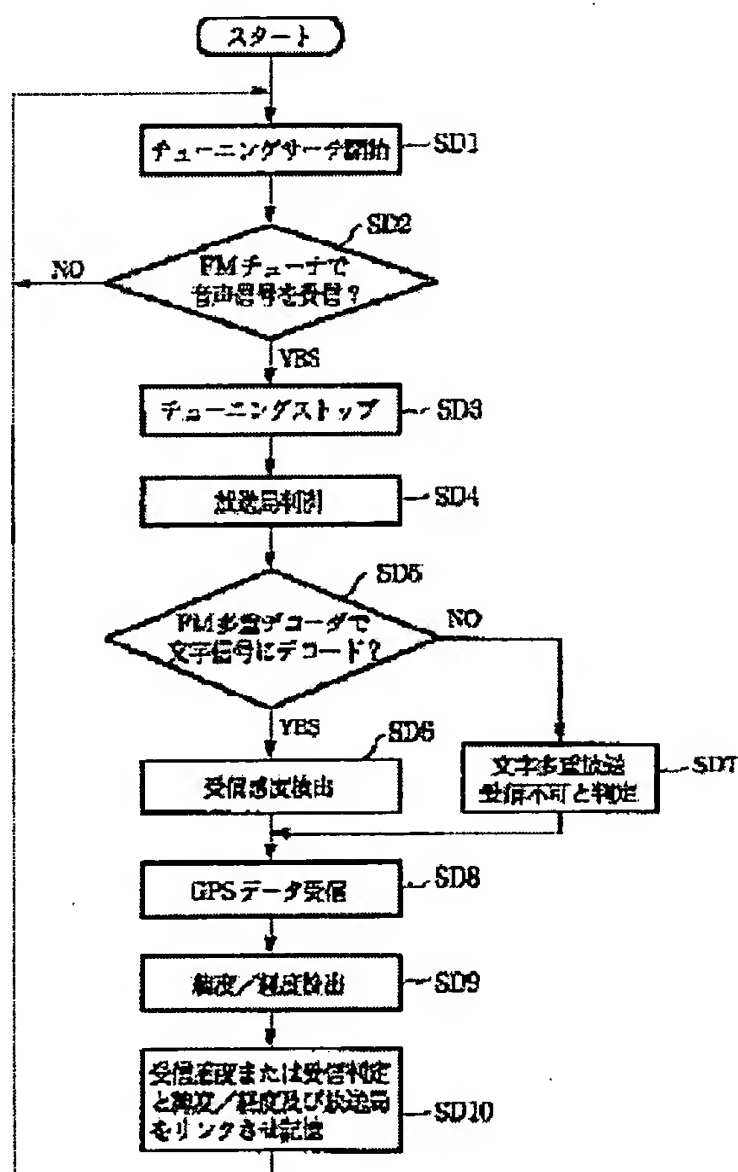 スタート
チューニングサーチ開始
SD1
SD2
FMチューナで
音声信号を受信？
NO
YES
チューニングストップ
SD3
放送局判別
SD4
SD5
FM多重デコーダで
文字信号にデコード？
NO
YES
SD6
受信感度検出
文字多重放送
受信不可と判定
SD7
GPSデータ受信
SD8
緯度／経度検出
SD9
受信感度または受信判定
と緯度／経度及び放送局
をリンクさせ記憶
SD10